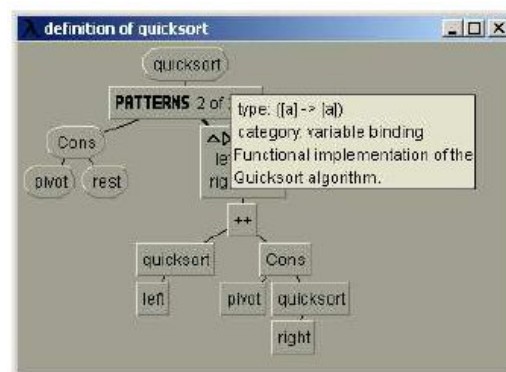 λ definition of quicksort
quicksort
PATTERNS 2 of
type: ([a] -> [a])
category: variable binding
Functional implementation of the
Quicksort algorithm.
Cons
pivot rest
++
quicksort Cons
left pivot quicksort
right